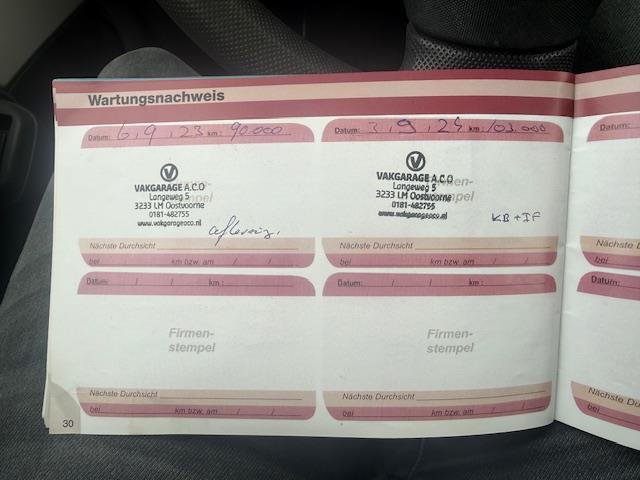 Wartungsnachweis
Datum: 6 . 9 . 23 km: 90.000
VAKGARAGE A.C.O
Langeweg 5
3233 LM Oostvoorne
0181-482755
www.vakgarageaco.nl
Firmen-
stempel
aflevering.
Nächste Durchsicht
bei km bzw. am / /
Datum: 3 . 9 . 24 km: 103.000
VAKGARAGE A.C.O
Langeweg 5
3233 LM Oostvoorne
0181-482755
www.vakgarageaco.nl
Firmen-
stempel
KB + IF
Nächste Durchsicht
bei km bzw. am / /
Datum: / / km:
Firmen-
stempel
Nächste Durchsicht
bei km bzw. am / /
Datum: / / km:
Firmen-
stempel
Nächste Durchsicht
bei km bzw. am / /
30
Datum:
Nächste
bei
Datum:
Nächste Du
bei